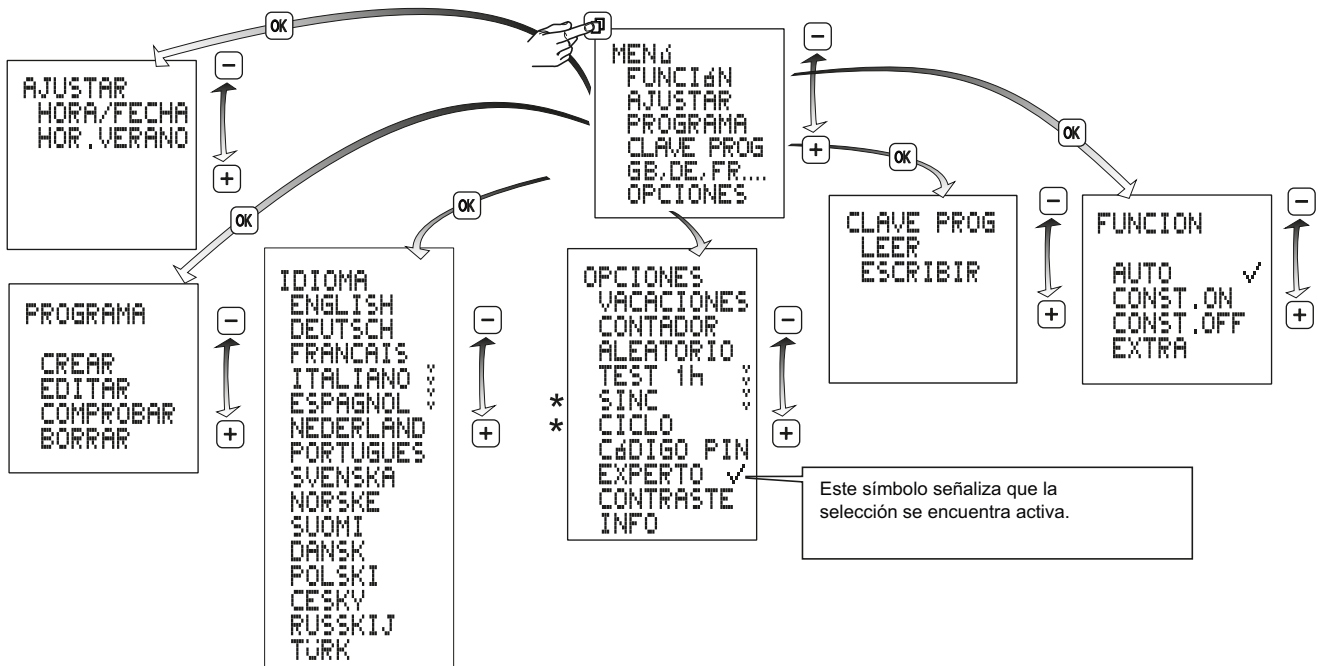 OK
AJUSTAR
HORA/FECHA
HOR.VERANO
−
+
MENú
FUNCIóN
AJUSTAR
PROGRAMA
CLAVE PROG
GB,DE,FR....
OPCIONES
−
+
OK
OK
CLAVE PROG
LEER
ESCRIBIR
−
+
FUNCION
AUTO ✓
CONST.ON
CONST.OFF
EXTRA
−
+
OK
PROGRAMA
CREAR
EDITAR
COMPROBAR
BORRAR
−
+
OK
IDIOMA
ENGLISH
DEUTSCH
FRANCAIS
ITALIANO
ESPAGNOL
NEDERLAND
PORTUGUES
SVENSKA
NORSKE
SUOMI
DANSK
POLSKI
CESKY
RUSSKIJ
TüRK
−
+
OPCIONES
VACACIONES
CONTADOR
ALEATORIO
TEST 1h
* SINC
* CICLO
CóDIGO PIN
EXPERTO ✓
CONTRASTE
INFO
−
+
Este símbolo señaliza que la
selección se encuentra activa.